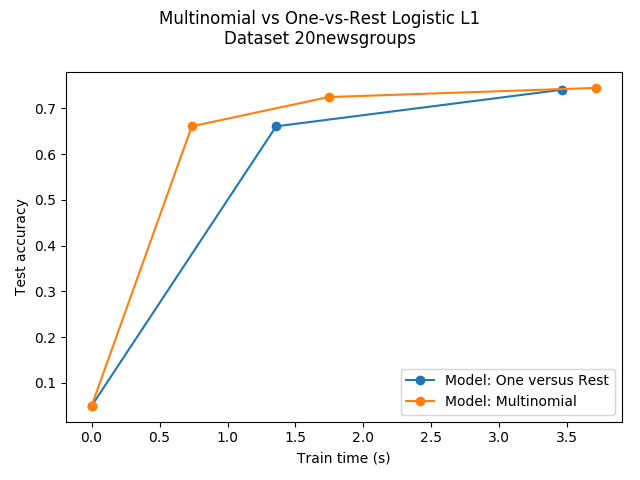 Multinomial vs One-vs-Rest Logistic L1
Dataset 20newsgroups
Test accuracy
0.7
0.6
0.5
0.4
0.3
0.2
0.1
Model: One versus Rest
Model: Multinomial
0.0 0.5 1.0 1.5 2.0 2.5 3.0 3.5
Train time (s)